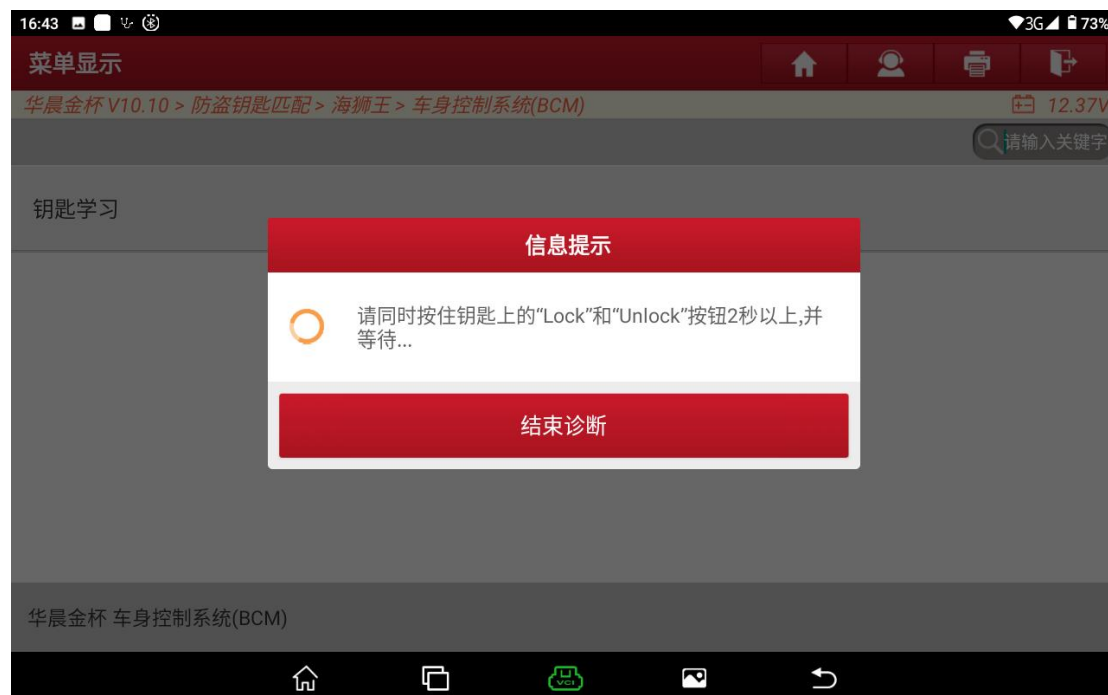 16:43
3G 73%
菜单显示
华晨金杯 V10.10 > 防盗钥匙匹配 > 海狮王 > 车身控制系统(BCM)
12.37V
请输入关键字
钥匙学习
信息提示
请同时按住钥匙上的“Lock”和“Unlock”按钮2秒以上,并
等待...
结束诊断
华晨金杯 车身控制系统(BCM)
VCI